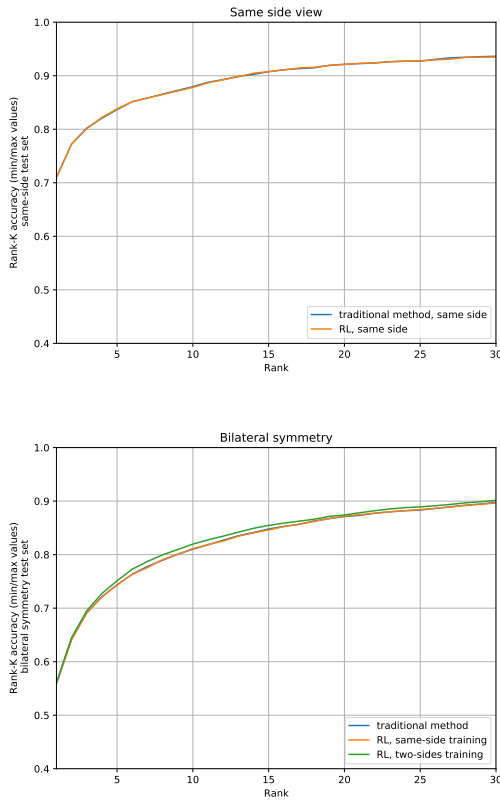 Same side view
1.0
0.9
0.8
0.7
0.6
0.5
0.4
Rank-K accuracy (min/max values)
same-side test set
traditional method, same side
RL, same side
5
10
15
20
25
30
Rank
Bilateral symmetry
1.0
0.9
0.8
0.7
0.6
0.5
0.4
Rank-K accuracy (min/max values)
bilateral symmetry test set
traditional method
RL, same-side training
RL, two-sides training
5
10
15
20
25
30
Rank